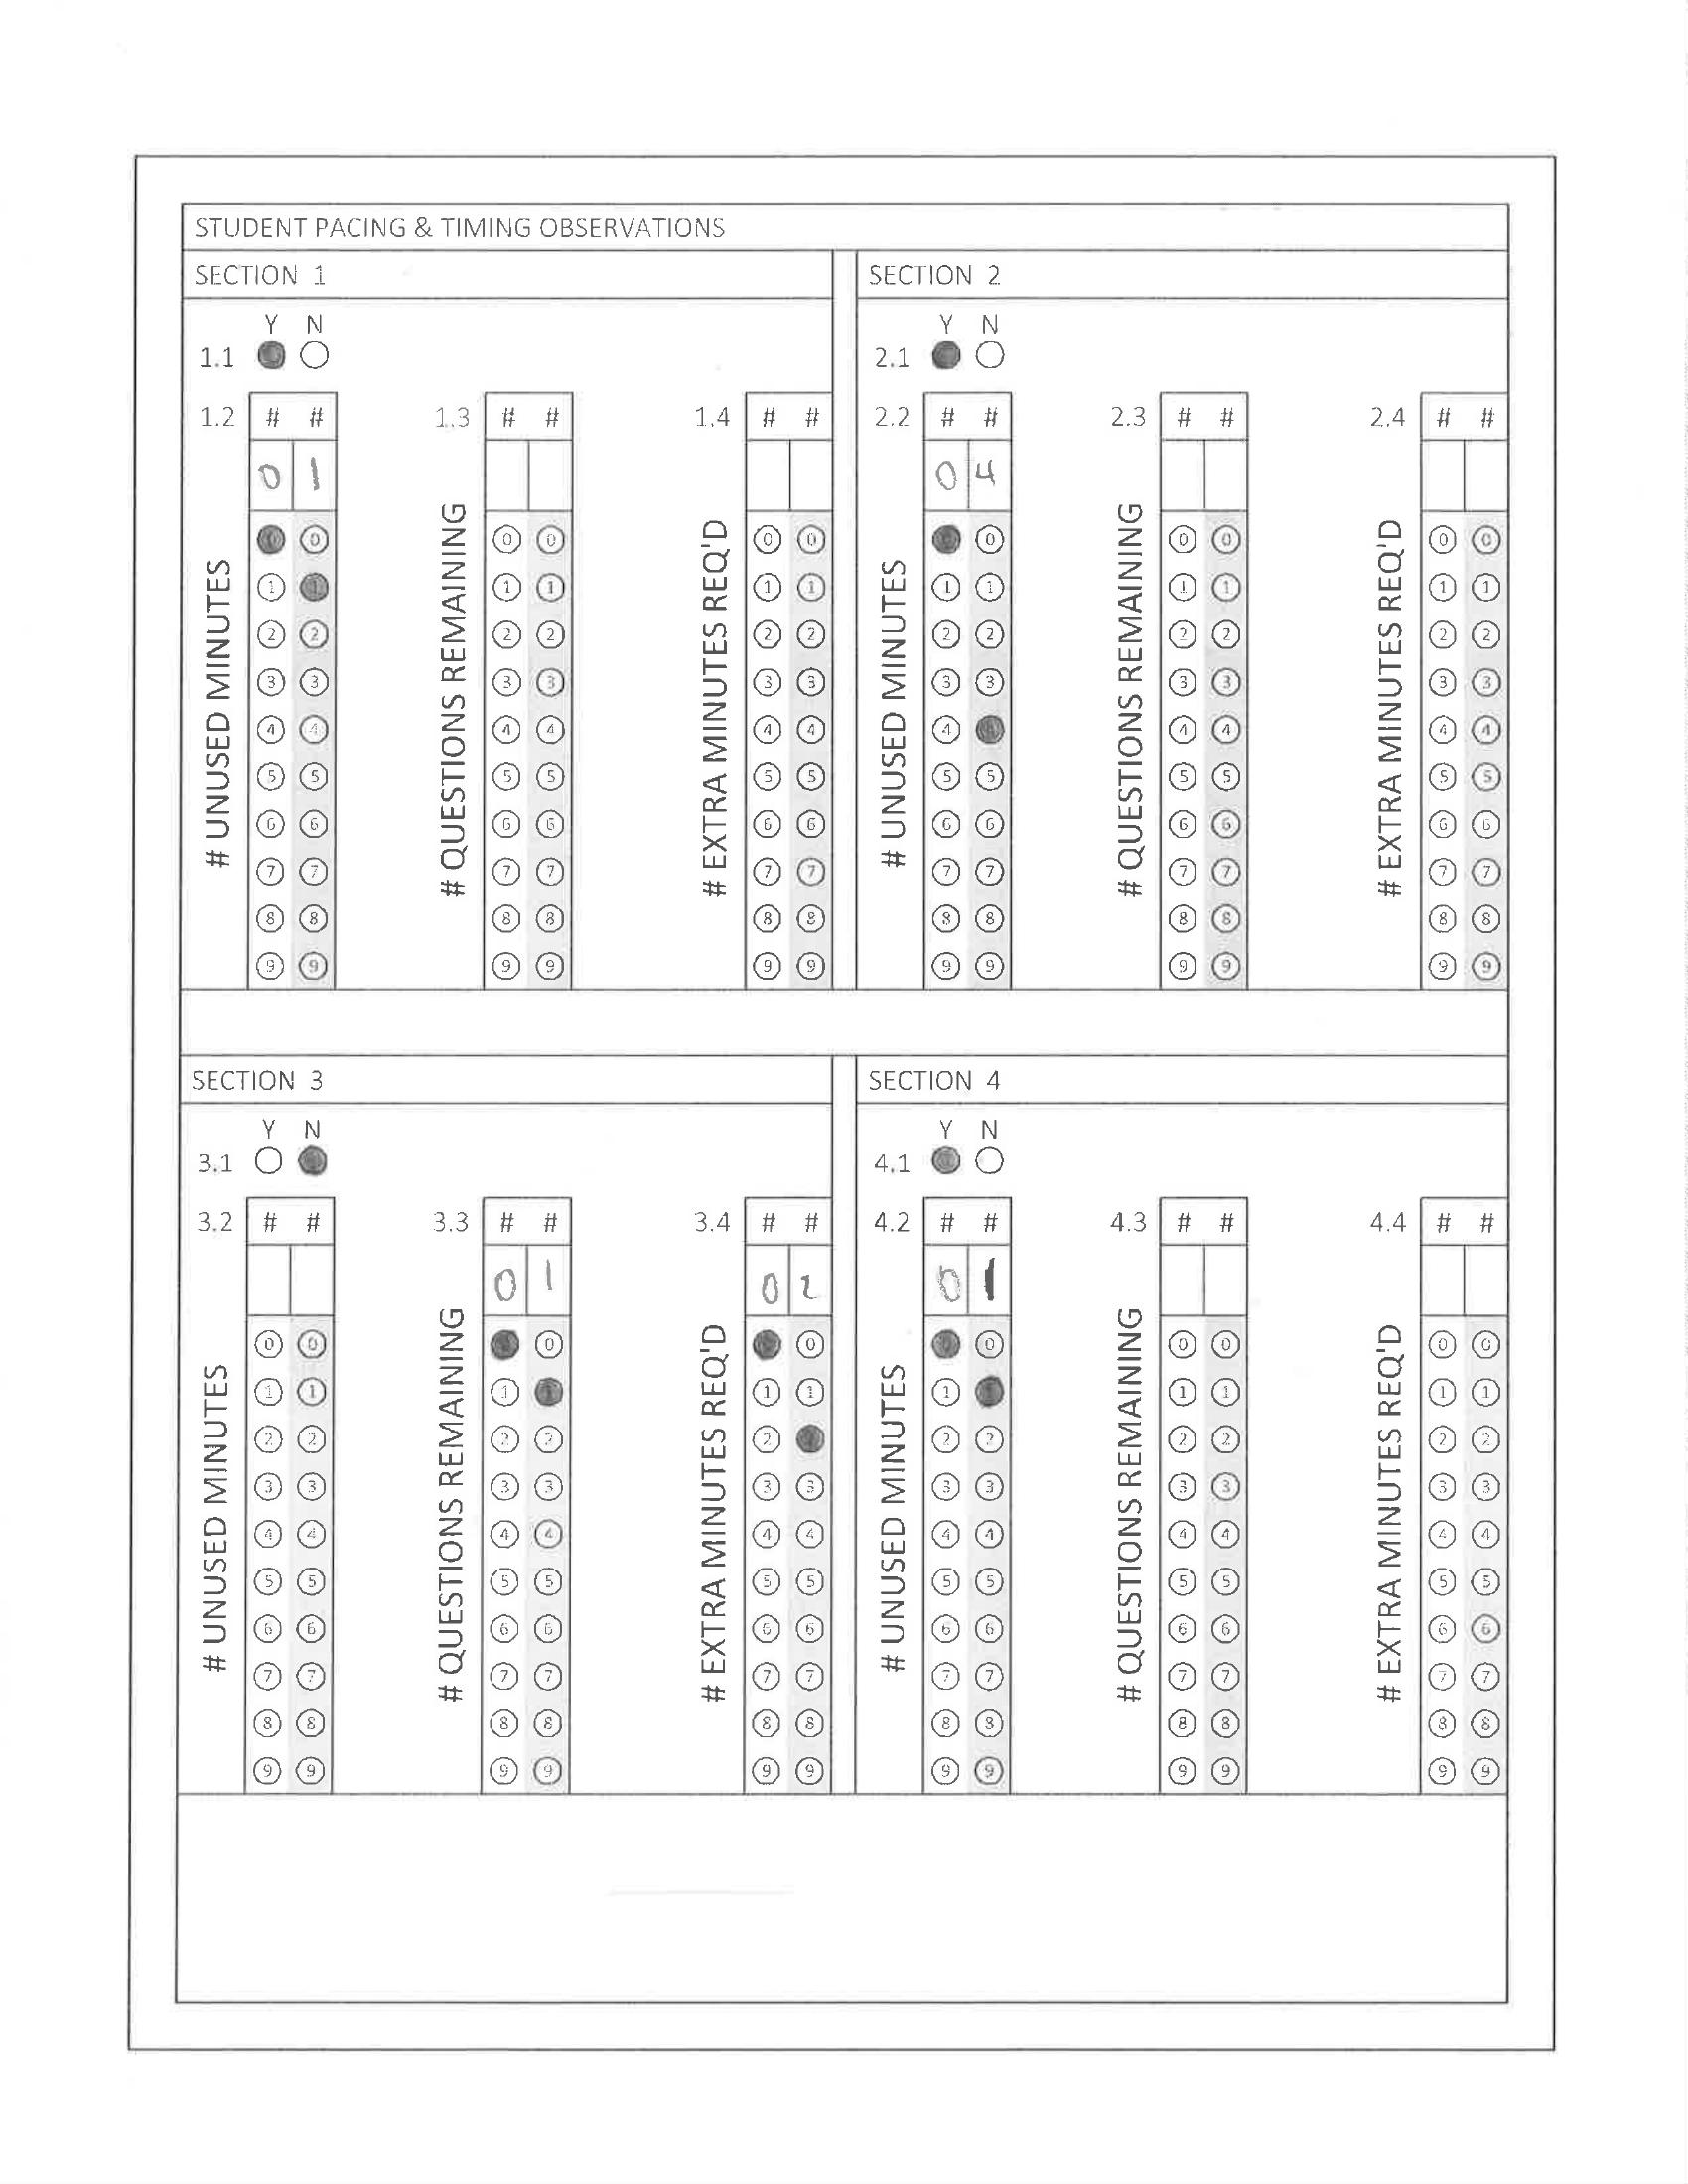 STUDENT PACING & TIMING OBSERVATIONS
SECTION 1
Y N
1.1
1.2 # # 1.3 # # 1.4 # #
0 1
# UNUSED MINUTES
# QUESTIONS REMAINING
# EXTRA MINUTES REQ'D
0 0 0 0 0
1 1 1 1 1
2 2 2 2 2 2
3 3 3 3 3 3
4 4 4 4 4 4
5 5 5 5 5 5
6 6 6 6 6 6
7 7 7 7 7 7
8 8 8 8 8 8
9 9 9 9 9 9
SECTION 2
Y N
2.1
2.2 # # 2.3 # # 2.4 # #
0 4
# UNUSED MINUTES
# QUESTIONS REMAINING
# EXTRA MINUTES REQ'D
0 0 0 0 0
1 1 1 1 1 1
2 2 2 2 2 2
3 3 3 3 3 3
4 4 4 4 4
5 5 5 5 5 5
6 6 6 6 6 6
7 7 7 7 7 7
8 8 8 8 8 8
9 9 9 9 9 9
SECTION 3
Y N
3.1
3.2 # # 3.3 # # 3.4 # #
0 1 0 2
# UNUSED MINUTES
# QUESTIONS REMAINING
# EXTRA MINUTES REQ'D
0 0 0 0
1 1 1 1 1
2 2 2 2 2
3 3 3 3 3 3
4 4 4 4 4 4
5 5 5 5 5 5
6 6 6 6 6 6
7 7 7 7 7 7
8 8 8 8 8 8
9 9 9 9 9 9
SECTION 4
Y N
4.1
4.2 # # 4.3 # # 4.4 # #
0 1
# UNUSED MINUTES
# QUESTIONS REMAINING
# EXTRA MINUTES REQ'D
0 0 0 0 0
1 1 1 1 1
2 2 2 2 2 2
3 3 3 3 3 3
4 4 4 4 4 4
5 5 5 5 5 5
6 6 6 6 6 6
7 7 7 7 7 7
8 8 8 8 8 8
9 9 9 9 9 9